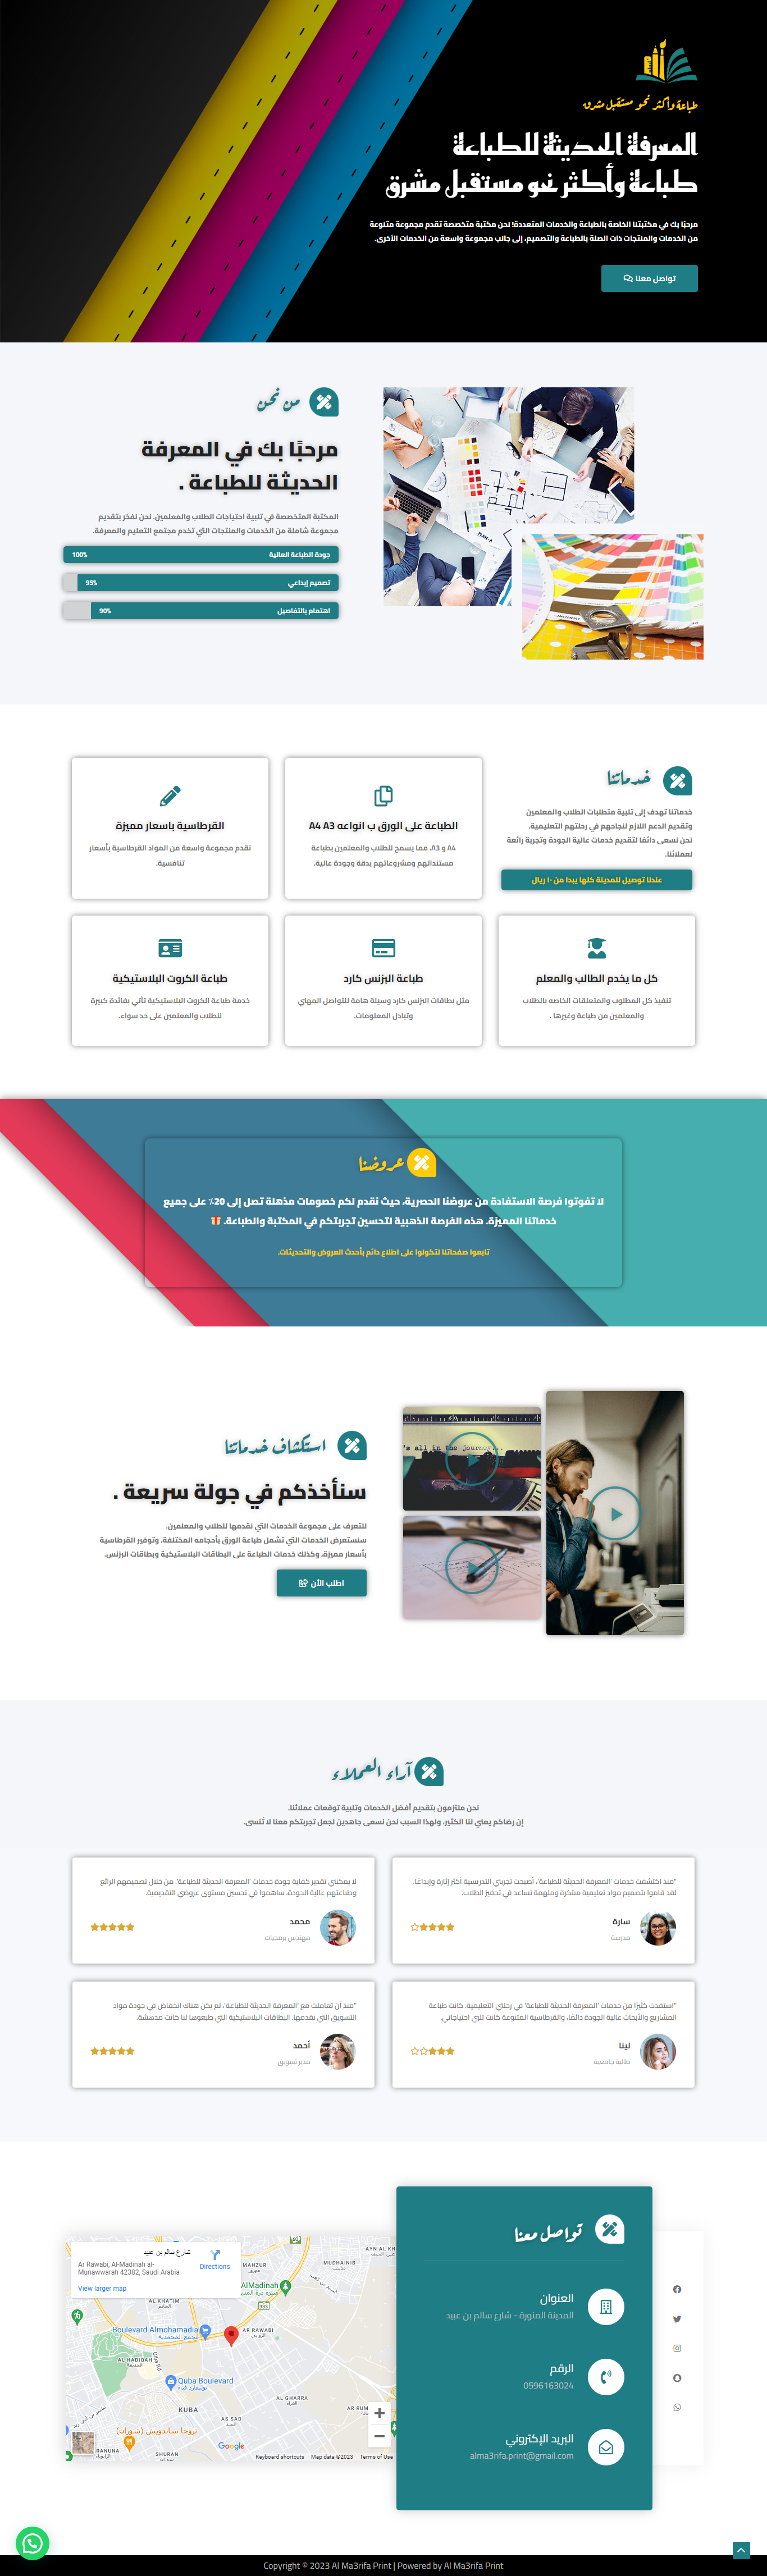 طباعة وأكثر نحو مستقبل مشرق
المعرفة الحديثة للطباعة
طباعة وأكثر نحو مستقبل مشرق
مرحبًا بك في مكتبتنا الخاصة بالطباعة والخدمات المتعددة! نحن مكتبة متخصصة تقدم مجموعة متنوعة
من الخدمات والمنتجات ذات الصلة بالطباعة والتصميم، إلى جانب مجموعة واسعة من الخدمات الأخرى.
تواصل معنا
من نحن
مرحبًا بك في المعرفة
الحديثة للطباعة .
المكتبة المتخصصة في تلبية احتياجات الطلاب والمعلمين. نحن نفخر بتقديم
مجموعة شاملة من الخدمات والمنتجات التي تخدم مجتمع التعليم والمعرفة.
جودة الطباعة العالية 100%
تصميم إبداعي 95%
اهتمام بالتفاصيل 90%
خدماتنا
خدماتنا تهدف إلى تلبية متطلبات الطلاب والمعلمين
وتقديم الدعم اللازم لنجاحهم في رحلتهم التعليمية.
نحن نسعى دائمًا لتقديم خدمات عالية الجودة وتجربة رائعة
لعملائنا.
عندنا توصيل للمدينة كلها يبدا من ١٠ ريال
الطباعة على الورق ب انواعه A4 A3
A4 و A3، مما يسمح للطلاب والمعلمين بطباعة
مستنداتهم ومشروعاتهم بدقة وجودة عالية.
القرطاسية باسعار مميزة
نقدم مجموعة واسعة من المواد القرطاسية بأسعار
تنافسية.
كل ما يخدم الطالب والمعلم
تنفيذ كل المطلوب والمتعلقات الخاصه بالطلاب
والمعلمين من طباعة وغيرها .
طباعة البزنس كارد
مثل بطاقات البزنس كارد وسيلة هامة للتواصل المهني
وتبادل المعلومات.
طباعة الكروت البلاستيكية
خدمة طباعة الكروت البلاستيكية تأتي بفائدة كبيرة
للطلاب والمعلمين على حد سواء.
عروضنا
لا تفوتوا فرصة الاستفادة من عروضنا الحصرية، حيث نقدم لكم خصومات مذهلة تصل إلى 20٪ على جميع
خدماتنا المميزة. هذه الفرصة الذهبية لتحسين تجربتكم في المكتبة والطباعة.
تابعوا صفحاتنا لتكونوا على اطلاع دائم بأحدث العروض والتحديثات.
's all in the journey...
استكشاف خدماتنا
سنأخذكم في جولة سريعة .
للتعرف على مجموعة الخدمات التي نقدمها للطلاب والمعلمين.
سنستعرض الخدمات التي تشمل طباعة الورق بأحجامه المختلفة، وتوفير القرطاسية
بأسعار مميزة، وكذلك خدمات الطباعة على البطاقات البلاستيكية وبطاقات البزنس.
اطلب الأن
آراء العملاء
نحن ملتزمون بتقديم أفضل الخدمات وتلبية توقعات عملائنا.
إن رضاكم يعني لنا الكثير، ولهذا السبب نحن نسعى جاهدين لجعل تجربتكم معنا لا تُنسى.
"منذ اكتشفت خدمات 'المعرفة الحديثة للطباعة'، أصبحت تجربتي التدريسية أكثر إثارة وإبداعًا.
لقد قاموا بتصميم مواد تعليمية مبتكرة وملهمة تساعد في تحفيز الطلاب.
سارة
مدرسة
لا يمكنني تقدير كفاية جودة خدمات 'المعرفة الحديثة للطباعة'. من خلال تصميمهم الرائع
وطباعتهم عالية الجودة، ساهموا في تحسين مستوى عروضي التقديمية.
محمد
مهندس برمجيات
"استفدت كثيرًا من خدمات 'المعرفة الحديثة للطباعة' في رحلتي التعليمية. كانت طباعة
المشاريع والأبحاث عالية الجودة دائمًا، والقرطاسية المتنوعة كانت تلبي احتياجاتي.
لينا
طالبة جامعية
"منذ أن تعاملت مع 'المعرفة الحديثة للطباعة'، لم يكن هناك انخفاض في جودة مواد
التسويق التي نقدمها. البطاقات البلاستيكية التي طبعوها لنا كانت مدهشة.
أحمد
مدير تسويق
تواصل معنا
العنوان
المدينة المنورة - شارع سالم بن عبيد
الرقم
0596163024
البريد الإكتروني
alma3rifa.print@gmail.com
شارع سالم بن عبيد
Ar Rawabi, Al-Madinah al-
Munawwarah 42382, Saudi Arabia
Directions
View larger map
MUDHAINIB
AlMadinah
AL KHATIM
Boulevard Almohamadia
AR RAWABI
AL HADIQAH
Quba Boulevard
AL GHARRA
KUBA
AS SAD
SHURAN
Google
Keyboard shortcuts Map data ©2023 Terms of Use
Copyright © 2023 Al Ma3rifa Print | Powered by Al Ma3rifa Print